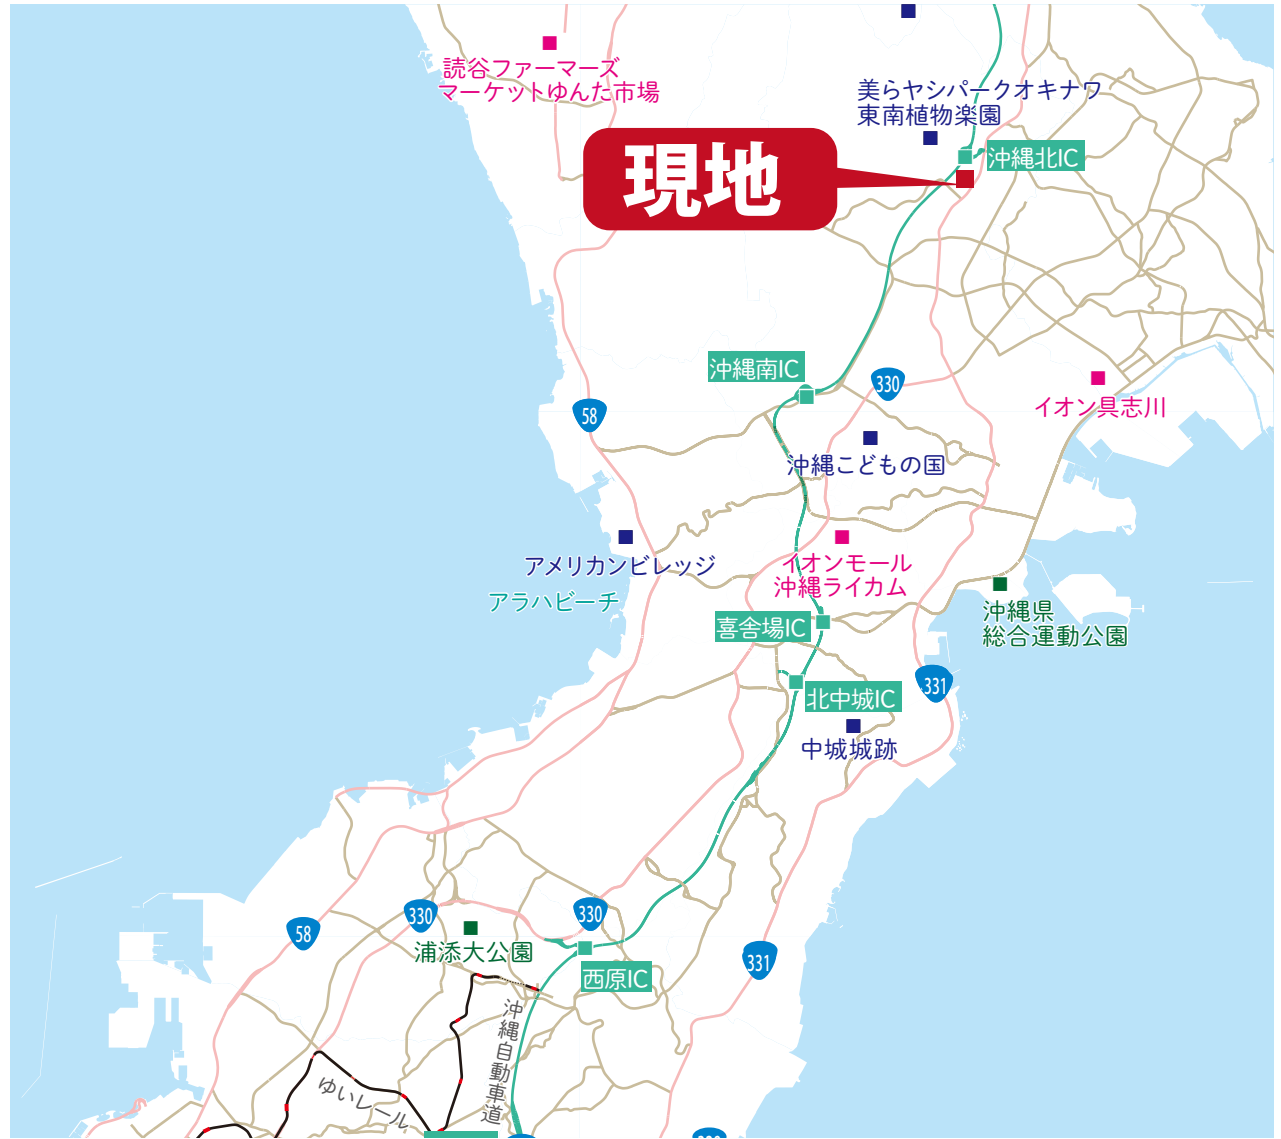 読谷ファーマーズ
マーケットゆんた市場
美らヤシパークオキナワ
東南植物楽園
沖縄北IC
現地
沖縄南IC
330
58
イオン具志川
沖縄こどもの国
アメリカンビレッジ
アラハビーチ
イオンモール
沖縄ライカム
沖縄県
総合運動公園
喜舎場IC
331
北中城IC
中城城跡
330
330
58
浦添大公園
331
西原IC
沖縄自動車道
ゆいレール